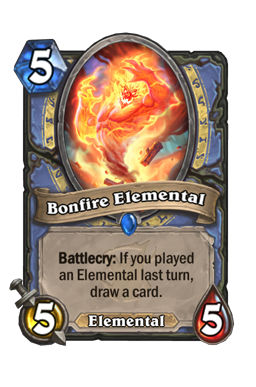 5
Bonfire Elemental
Battlecry: If you played
an Elemental last turn,
draw a card.
5
Elemental
5